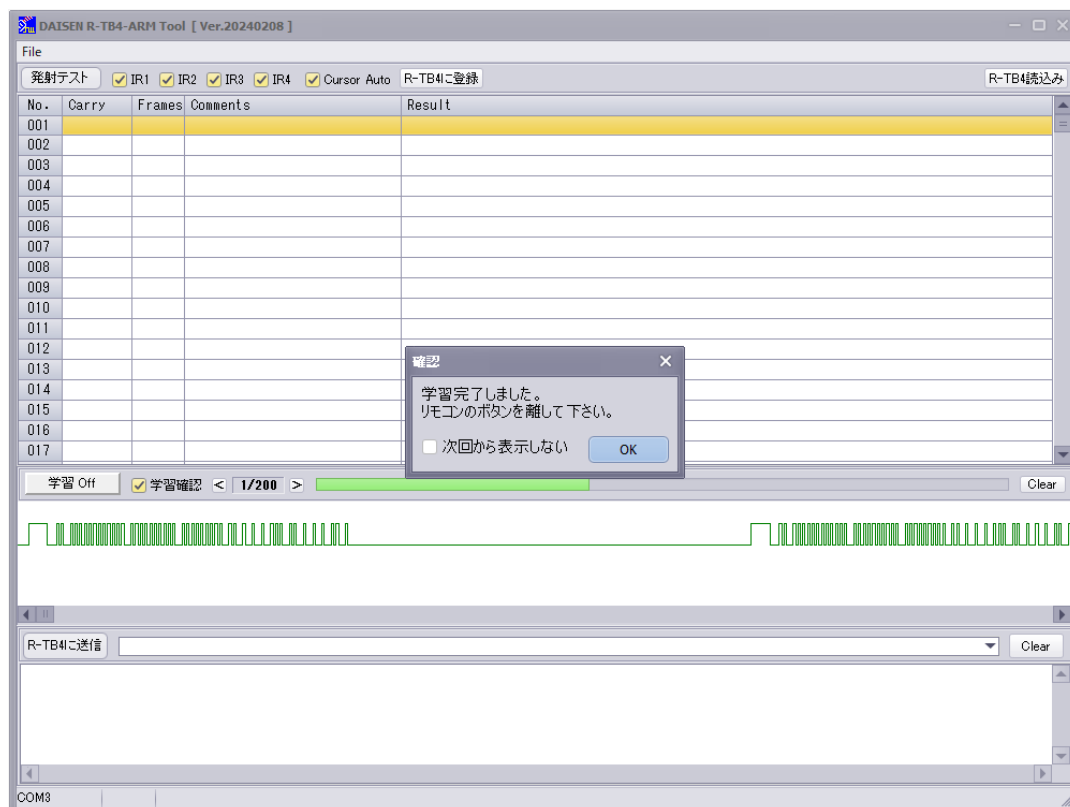 DAISEN R-TB4-ARM Tool [ Ver.20240208 ]
File
発射テスト IR1 IR2 IR3 IR4 Cursor Auto R-TB4に登録 R-TB4読込み
No. Carry Frames Comments Result
001
002
003
004
005
006
007
008
009
010
011
012
013
014
015
016
017
確認
学習完了しました。
リモコンのボタンを離して下さい。
次回から表示しない OK
学習 Off 学習確認 < 1/200 > Clear
R-TB4に送信 Clear
COM3